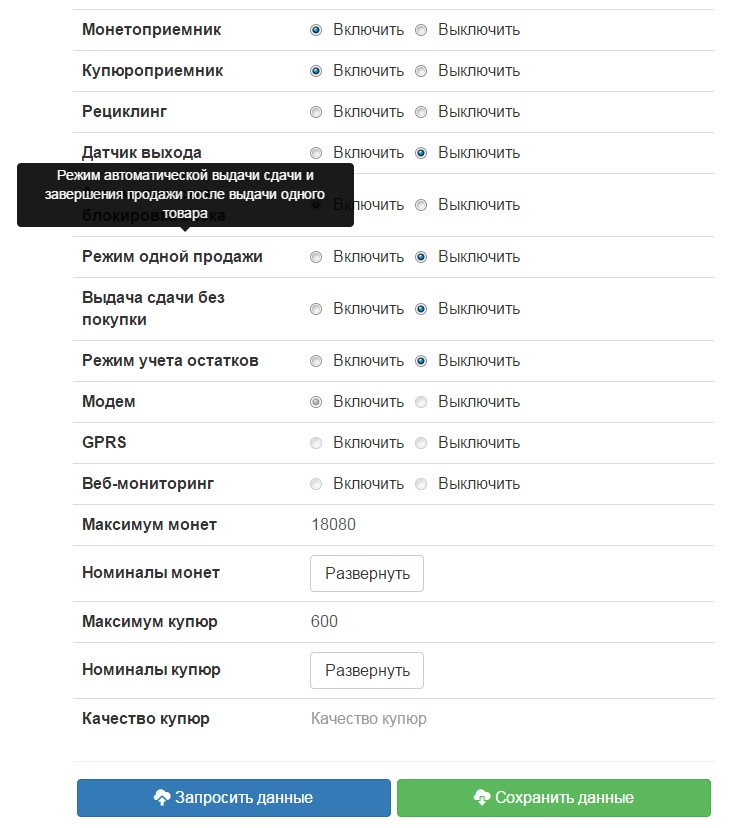 Монетоприемник Включить Выключить
Купюроприемник Включить Выключить
Рециклинг Включить Выключить
Датчик выхода Включить Выключить
Режим автоматической выдачи сдачи и
завершения продажи после выдачи одного
товара
Включить Выключить
Режим одной продажи Включить Выключить
Выдача сдачи без
покупки Включить Выключить
Режим учета остатков Включить Выключить
Модем Включить Выключить
GPRS Включить Выключить
Веб-мониторинг Включить Выключить
Максимум монет 18080
Номиналы монет Развернуть
Максимум купюр 600
Номиналы купюр Развернуть
Качество купюр Качество купюр
Запросить данные Сохранить данные